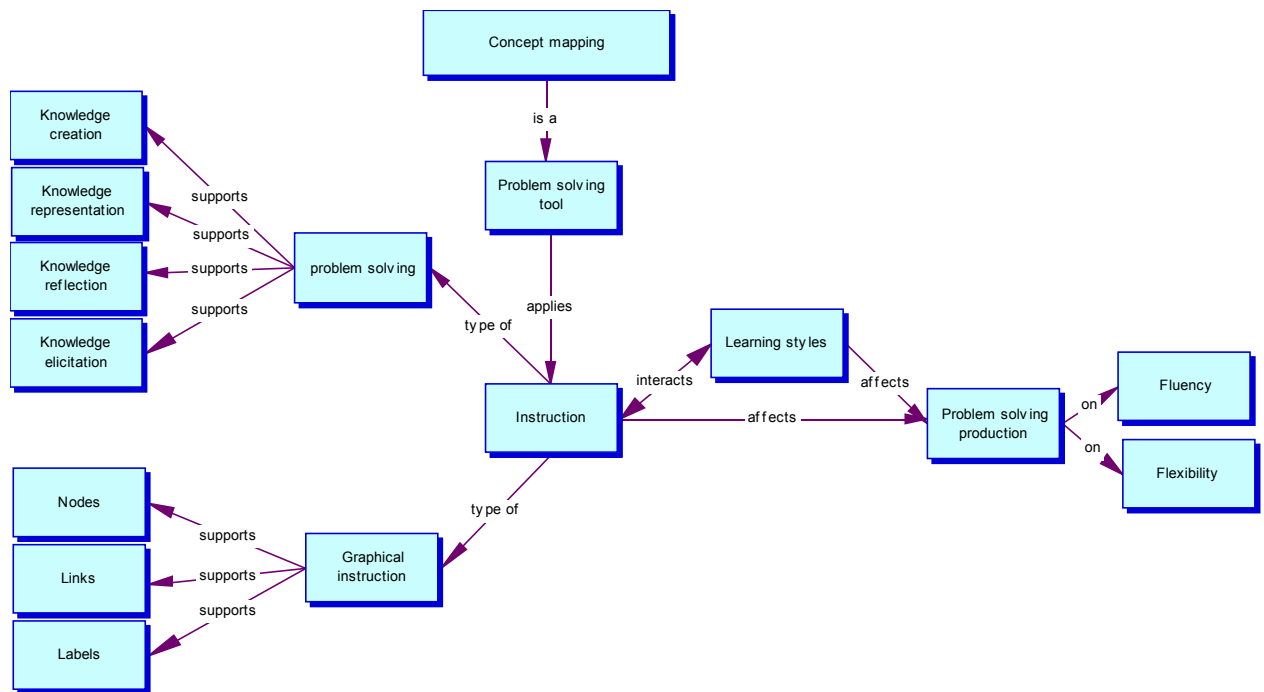 Concept mapping
is a
Problem solving
tool
applies
Knowledge
creation
Knowledge
representation
Knowledge
reflection
Knowledge
elicitation
supports
supports
supports
supports
problem solving
type of
Instruction
interacts
Learning styles
affects
affects
Problem solving
production
on
on
Fluency
Flexibility
type of
Graphical
instruction
supports
supports
supports
Nodes
Links
Labels